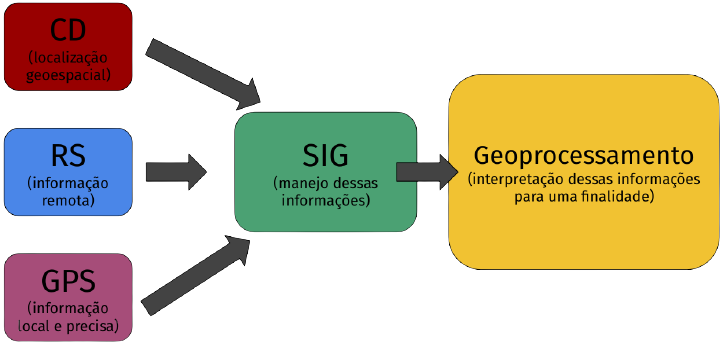 CD
(localização
geoespacial)
RS
(informação
remota)
GPS
(informação
local e precisa)
SIG
(manejo dessas
informações)
Geoprocessamento
(interpretação dessas informações
para uma finalidade)